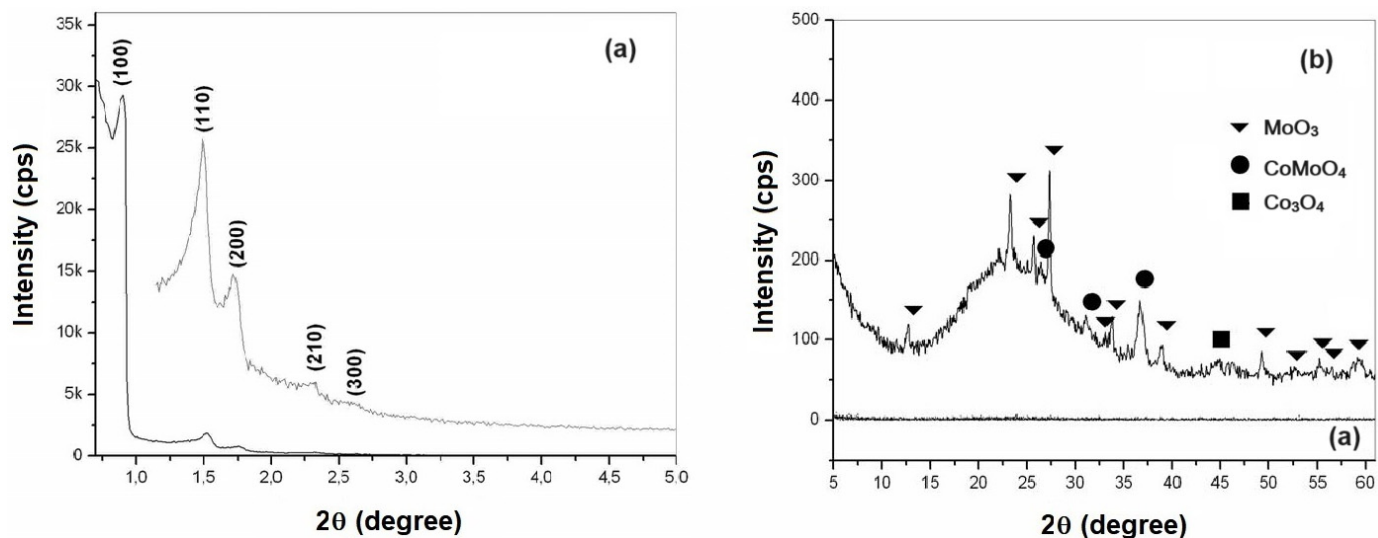 35k
30k
25k
20k
15k
10k
5k
0
Intensity (cps)
(100)
(110)
(200)
(210)
(300)
(a)
1,0
1,5
2,0
2,5
3,0
3,5
4,0
4,5
5.0
2θ (degree)
500
400
300
200
100
0
Intensity (cps)
(b)
MoO₃
CoMoO₄
Co₃O₄
(a)
5
10
15
20
25
30
35
40
45
50
55
60
2θ (degree)